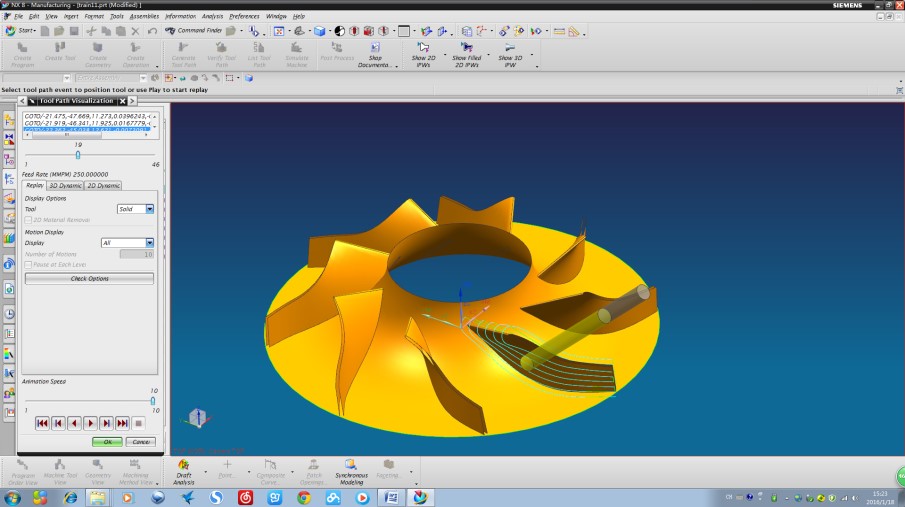 NX 8 - Manufacturing - [train11.prt (Modified) ]
SIEMENS
File Edit View Insert Format Tools Assemblies Information Analysis Preferences Window Help
Start
Command Finder
Create Program
Create Tool
Create Geometry
Create Operation
Generate Tool Path
Verify Tool Path
List Tool Path
Simulate Machine
Post Process
Shop Documenta...
Show 2D IPWs
Show Filled 2D IPWs
Show 3D IPW
Entire Assembly
Select tool path event to position tool or use Play to start replay
Tool Path Visualization
GOTO/-21.475,-47.669,11.273,0.0396243,-
GOTO/-21.919,-46.341,11.925,0.0167779,-
19
1 46
Feed Rate (MMPM) 250.000000
Replay 3D Dynamic 2D Dynamic
Display Options
Tool Solid
2D Material Removal
Motion Display
Display All
Number of Motions 10
Pause at Each Level
Check Options
Animation Speed
10
1 10
OK Cancel
Program Order View
Machine Tool View
Geometry View
Machining Method View
Draft Analysis
Point...
Composite Curve...
Patch Openings...
Synchronous Modeling
CH
15:23
2016/1/18